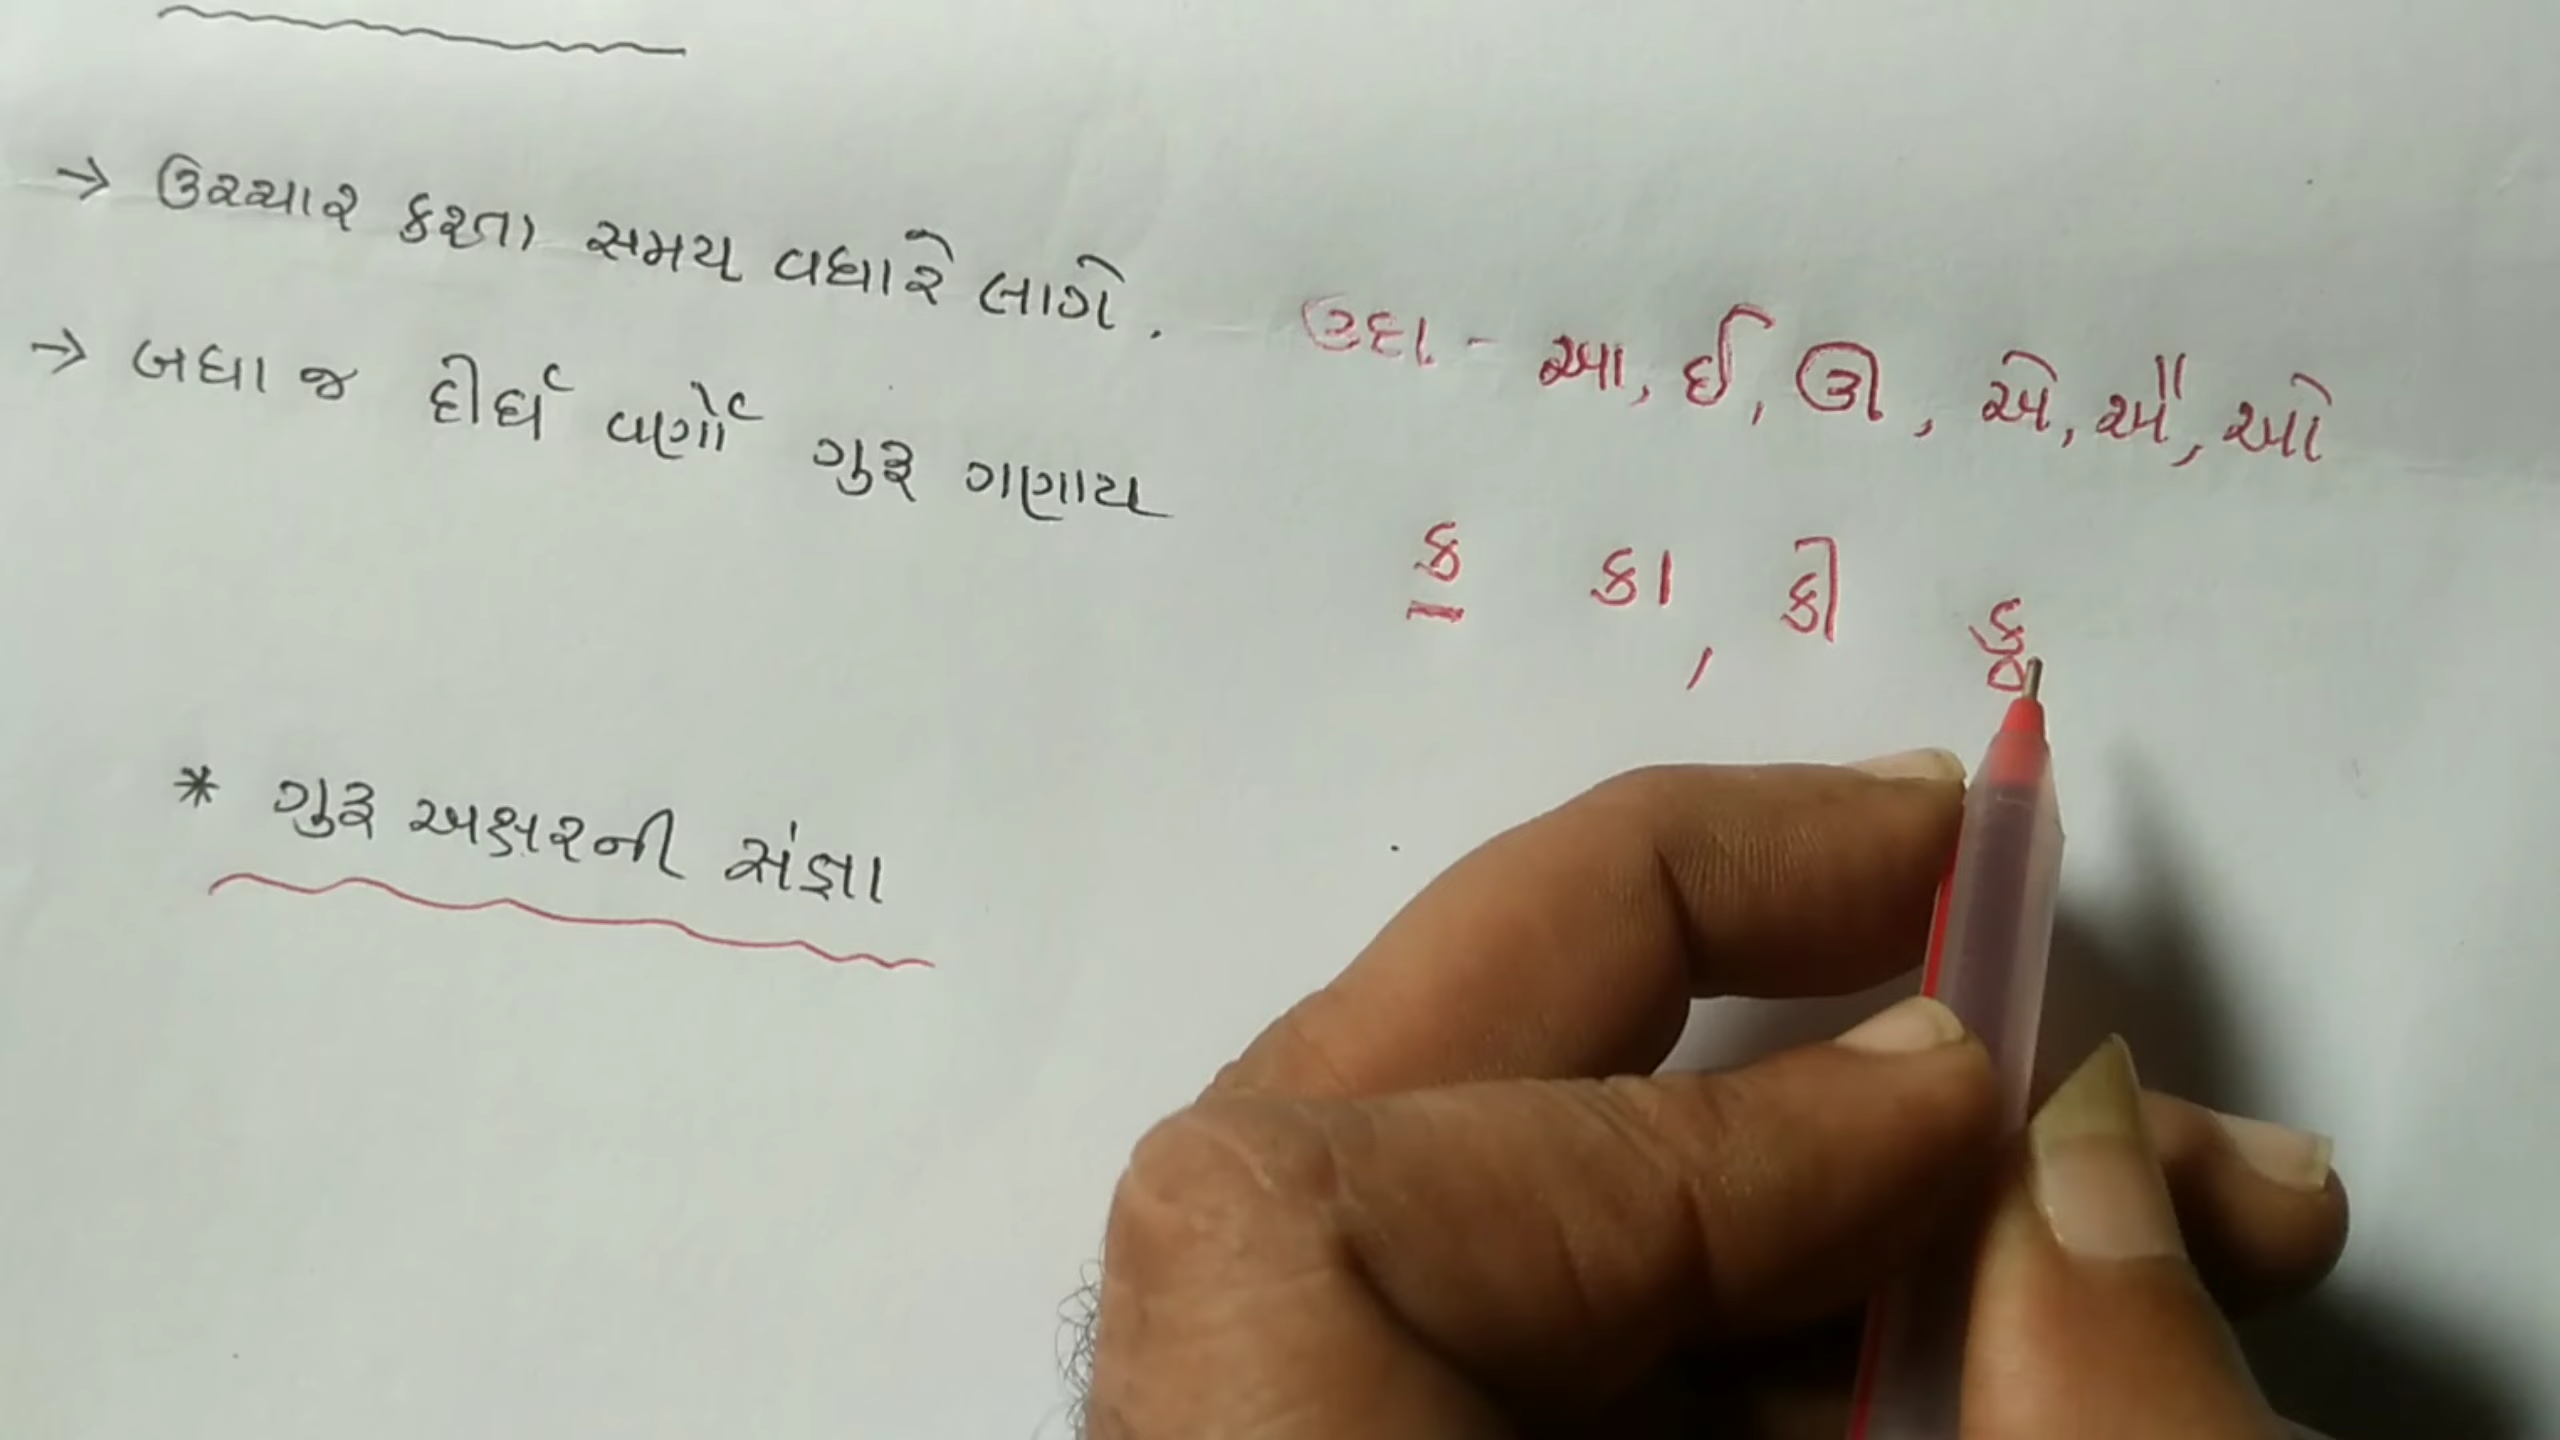 → ઉચ્ચાર કરતા સમય વધારે લાગે.
→ બધા જ દીર્ઘ વર્ણો ગુરૂ ગણાય
ઉદા. - આ, ઈ, ઊ, એ, ઐ, ઓ
ક કા, કી કૂ
* ગુરૂ અક્ષરની સંજ્ઞા